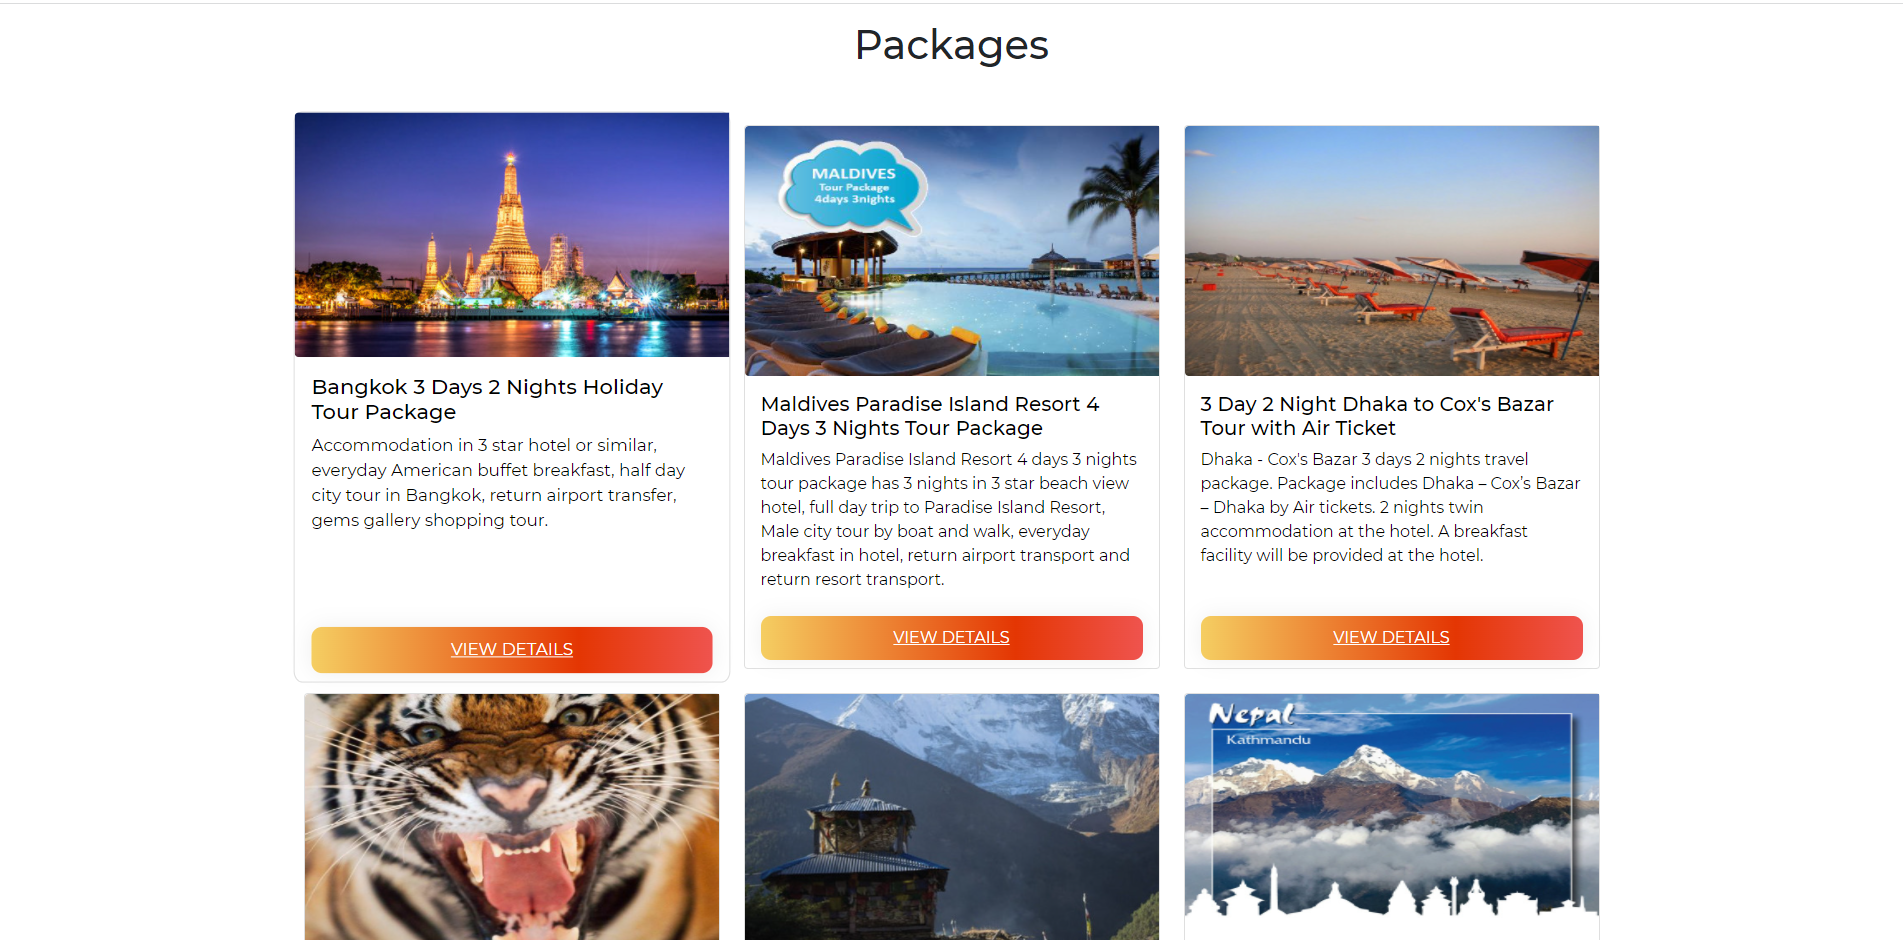 Packages
MALDIVES
Tour Package
4days 3nights
Bangkok 3 Days 2 Nights Holiday
Tour Package
Accommodation in 3 star hotel or similar,
everyday American buffet breakfast, half day
city tour in Bangkok, return airport transfer,
gems gallery shopping tour.
VIEW DETAILS
Maldives Paradise Island Resort 4
Days 3 Nights Tour Package
Maldives Paradise Island Resort 4 days 3 nights
tour package has 3 nights in 3 star beach view
hotel, full day trip to Paradise Island Resort,
Male city tour by boat and walk, everyday
breakfast in hotel, return airport transport and
return resort transport.
VIEW DETAILS
3 Day 2 Night Dhaka to Cox's Bazar
Tour with Air Ticket
Dhaka - Cox's Bazar 3 days 2 nights travel
package. Package includes Dhaka – Cox’s Bazar
– Dhaka by Air tickets. 2 nights twin
accommodation at the hotel. A breakfast
facility will be provided at the hotel.
VIEW DETAILS
Nepal
Kathmandu